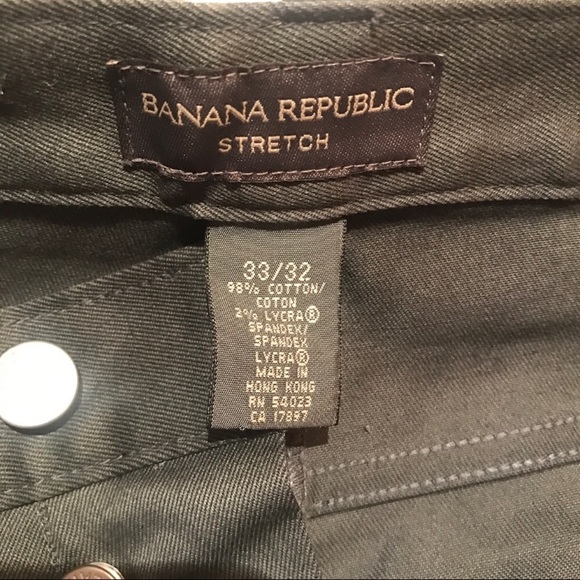 BANANA REPUBLIC
STRETCH
33/32
98% COTTON/
COTON
2% LYCRA®
SPANDEX/
SPANDEX
LYCRA®
MADE IN
HONG KONG
RN 54023
CA 17897